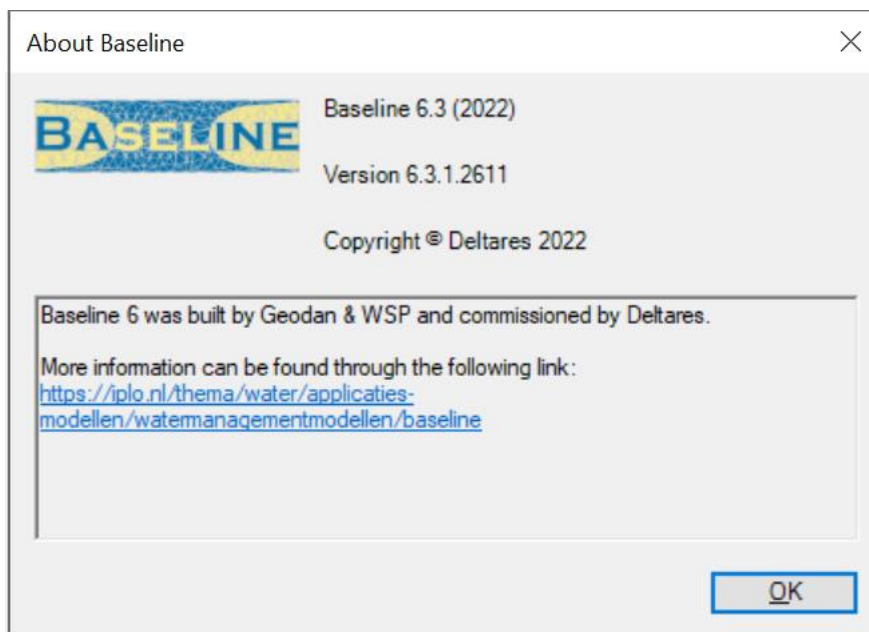 About Baseline
BASELINE
Baseline 6.3 (2022)
Version 6.3.1.2611
Copyright © Deltares 2022
Baseline 6 was built by Geodan & WSP and commissioned by Deltares.
More information can be found through the following link:
https://iplo.nl/thema/water/applicaties-
modellen/watermanagementmodellen/baseline
OK